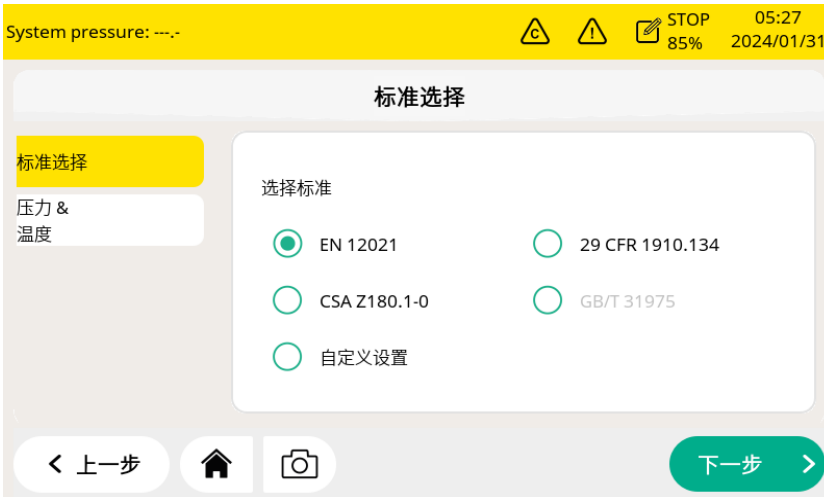 System pressure: ---.-
STOP
85%
05:27
2024/01/31
标准选择
标准选择
压力 &
温度
选择标准
EN 12021
29 CFR 1910.134
CSA Z180.1-0
GB/T 31975
自定义设置
上一步
下一步